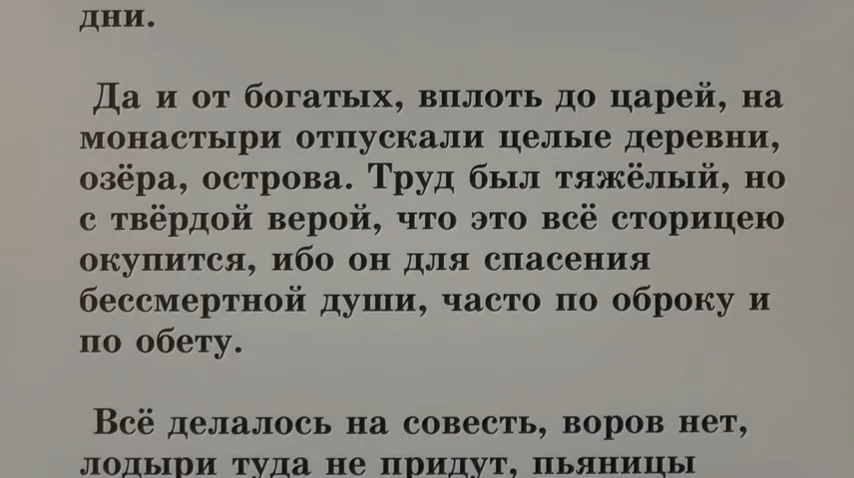 дни.
Да и от богатых, вплоть до царей, на
монастыри отпускали целые деревни,
озёра, острова. Труд был тяжёлый, но
с твёрдой верой, что это всё сторицею
окупится, ибо он для спасения
бессмертной души, часто по оброку и
по обету.
Всё делалось на совесть, воров нет,
лодыри туда не придут, пьяницы